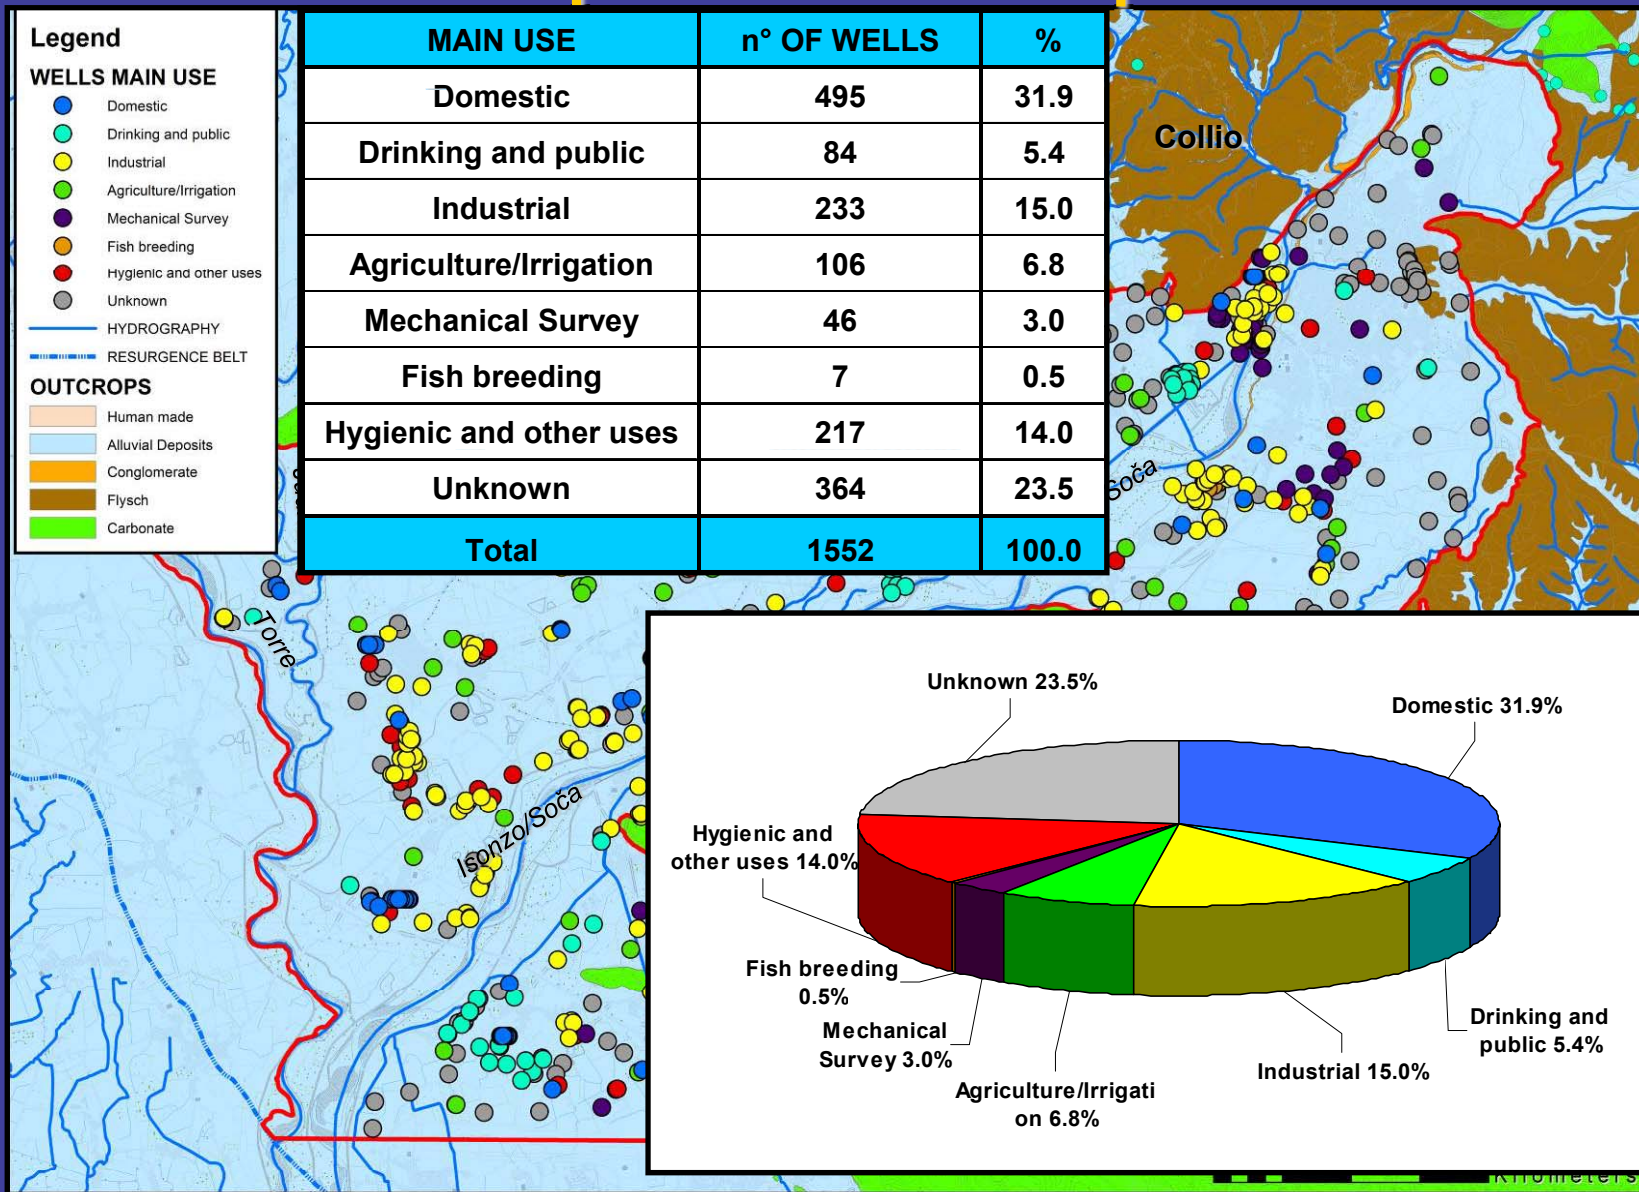 Legend
WELLS MAIN USE
Domestic
Drinking and public
Industrial
Agriculture/Irrigation
Mechanical Survey
Fish breeding
Hygienic and other uses
Unknown
HYDROGRAPHY
RESURGENCE BELT
OUTCROPS
Human made
Alluvial Deposits
Conglomerate
Flysch
Carbonate
MAIN USE n° OF WELLS %
Domestic 495 31.9
Drinking and public 84 5.4
Industrial 233 15.0
Agriculture/Irrigation 106 6.8
Mechanical Survey 46 3.0
Fish breeding 7 0.5
Hygienic and other uses 217 14.0
Unknown 364 23.5
Total 1552 100.0
Collio
Soča
Torre
Isonzo/Soča
Unknown 23.5%
Domestic 31.9%
Hygienic and
other uses 14.0%
Fish breeding
0.5%
Mechanical
Survey 3.0%
Agriculture/Irrigati
on 6.8%
Industrial 15.0%
Drinking and
public 5.4%
Kilometers